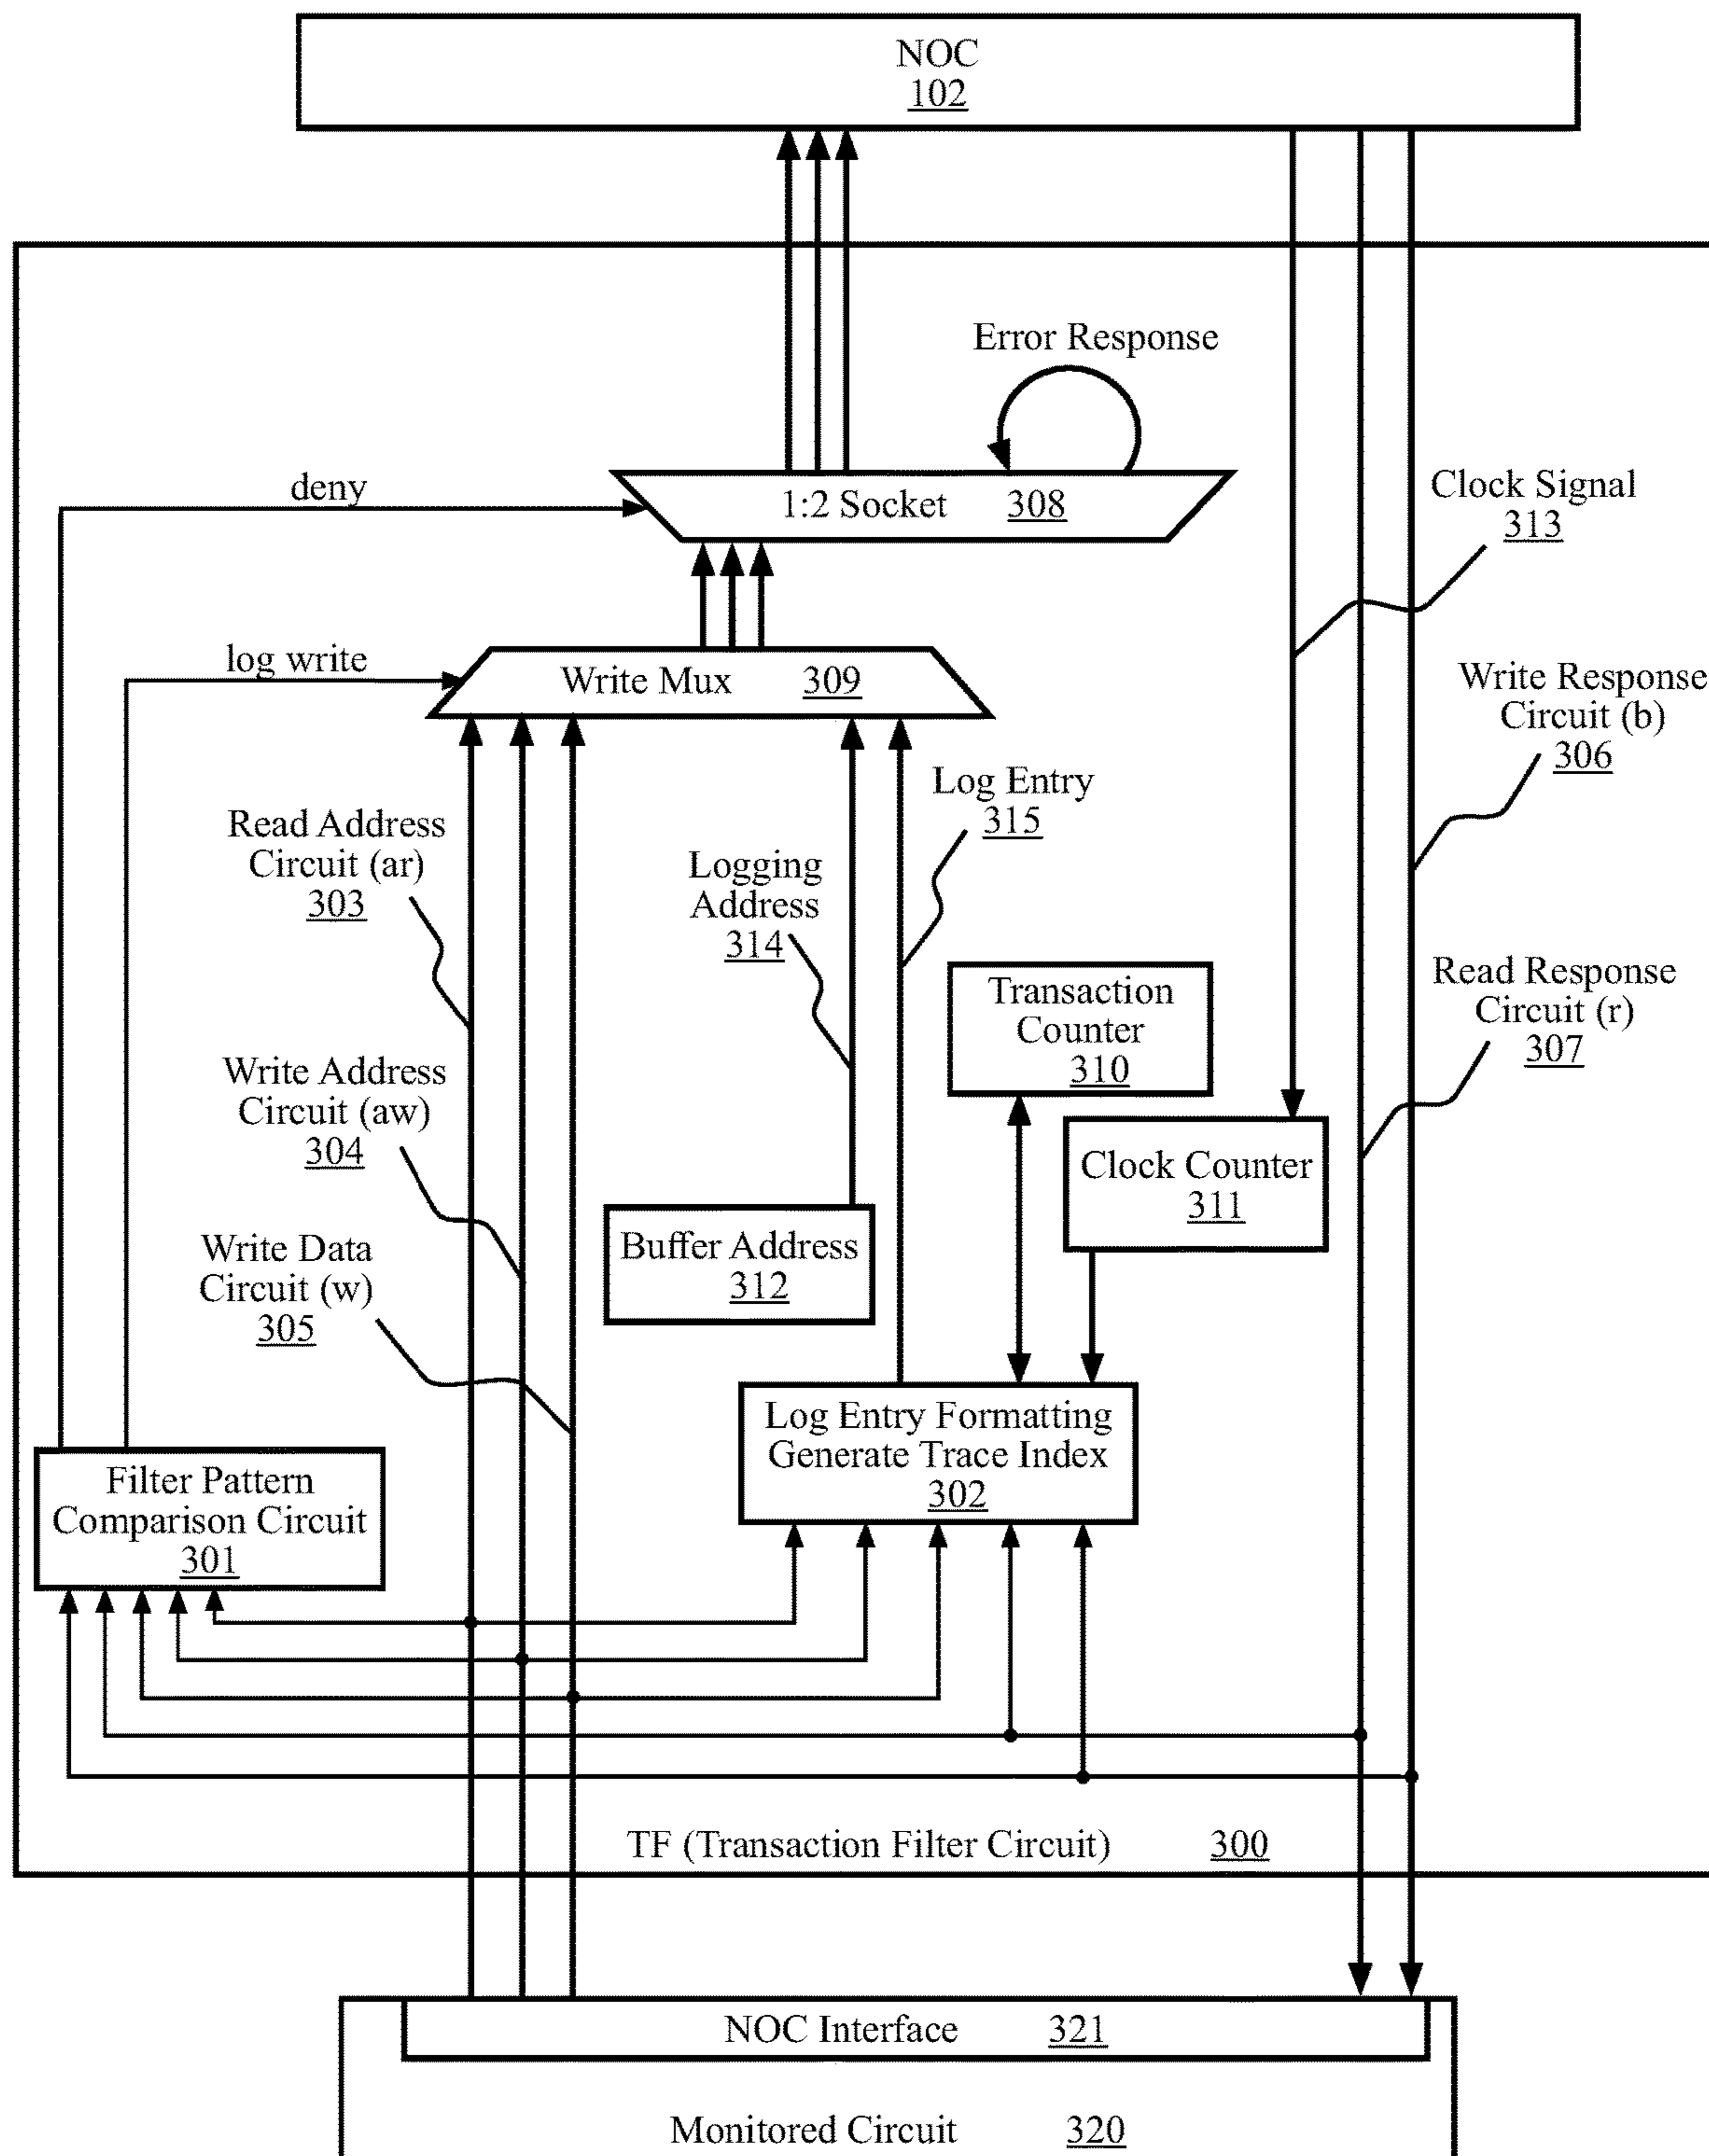 NOC
102
Error Response
deny
1:2 Socket 308
Clock Signal
313
log write
Write Mux 309
Write Response
Circuit (b)
306
Log Entry
315
Read Address
Circuit (ar)
303
Logging
Address
314
Read Response
Circuit (r)
307
Transaction
Counter
310
Write Address
Circuit (aw)
304
Clock Counter
311
Write Data
Circuit (w)
305
Buffer Address
312
Log Entry Formatting
Generate Trace Index
302
Filter Pattern
Comparison Circuit
301
TF (Transaction Filter Circuit) 300
NOC Interface 321
Monitored Circuit 320